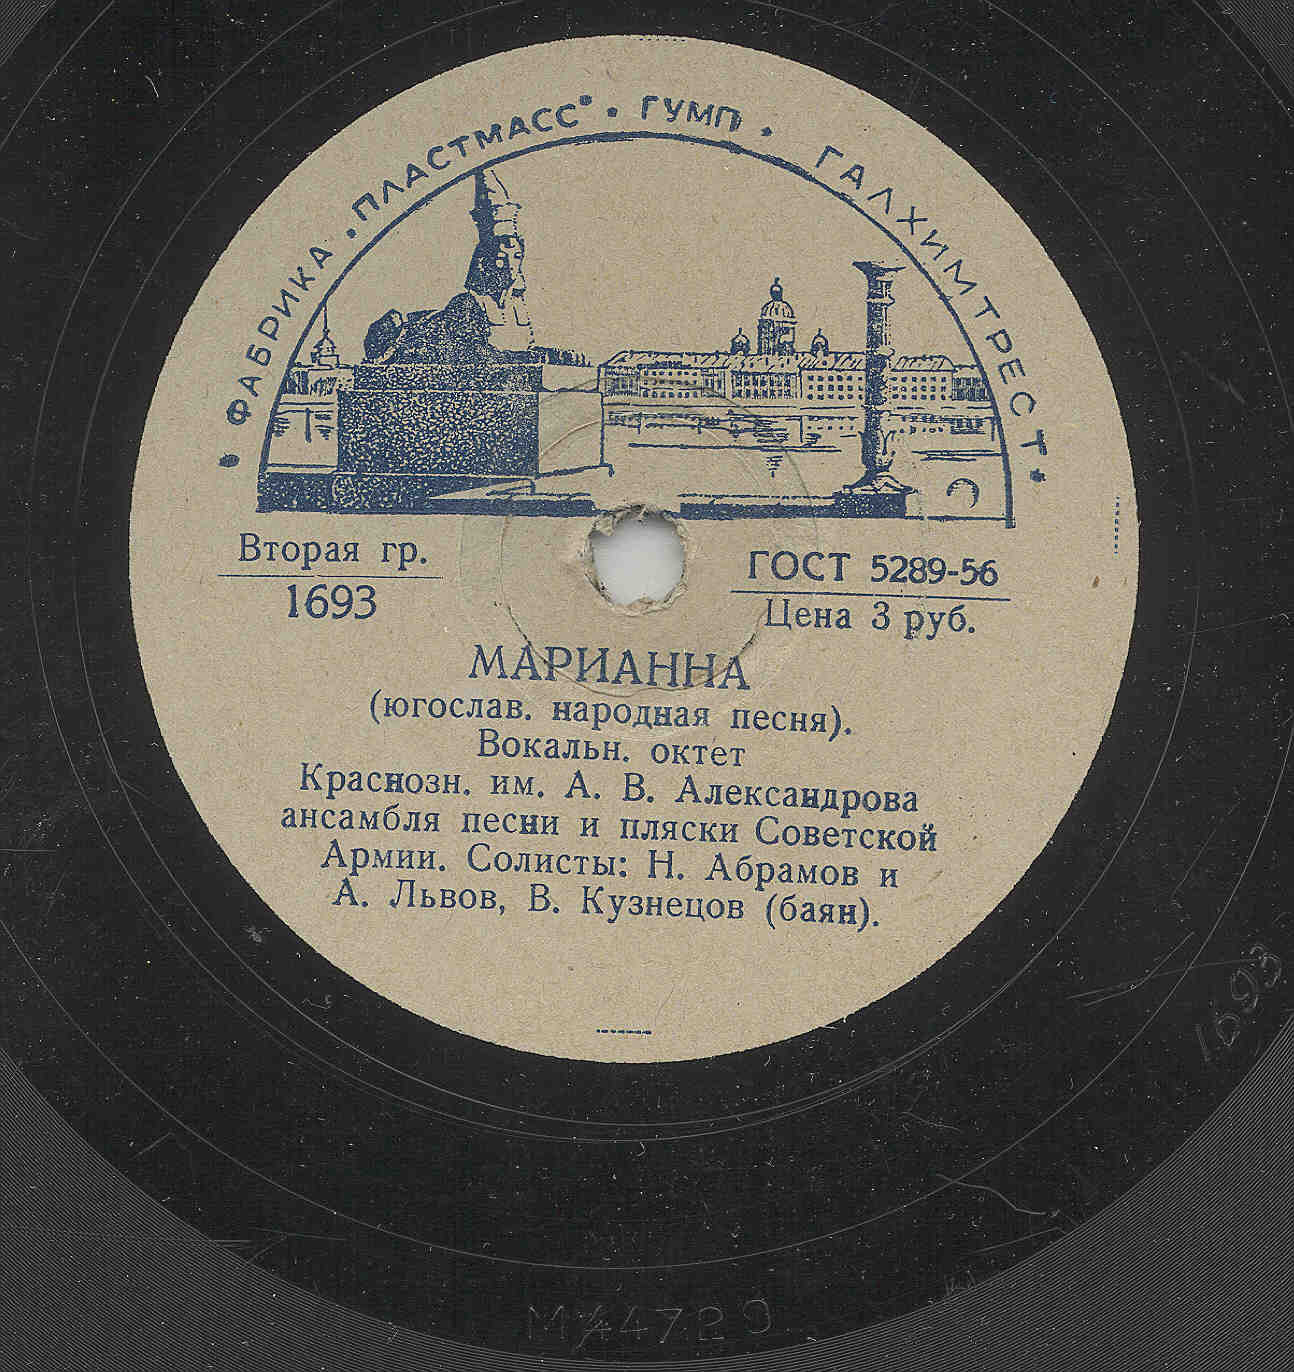 • ФАБРИКА „ПЛАСТМАСС“ • ГУМП • ГАЛХИМТРЕСТ •
Вторая гр.
1693
ГОСТ 5289-56
Цена 3 руб.
МАРИАННА
(югослав. народная песня).
Вокальн. октет
Краснозн. им. А. В. Александрова
ансамбля песни и пляски Советской
Армии. Солисты: Н. Абрамов и
А. Львов, В. Кузнецов (баян).
1693